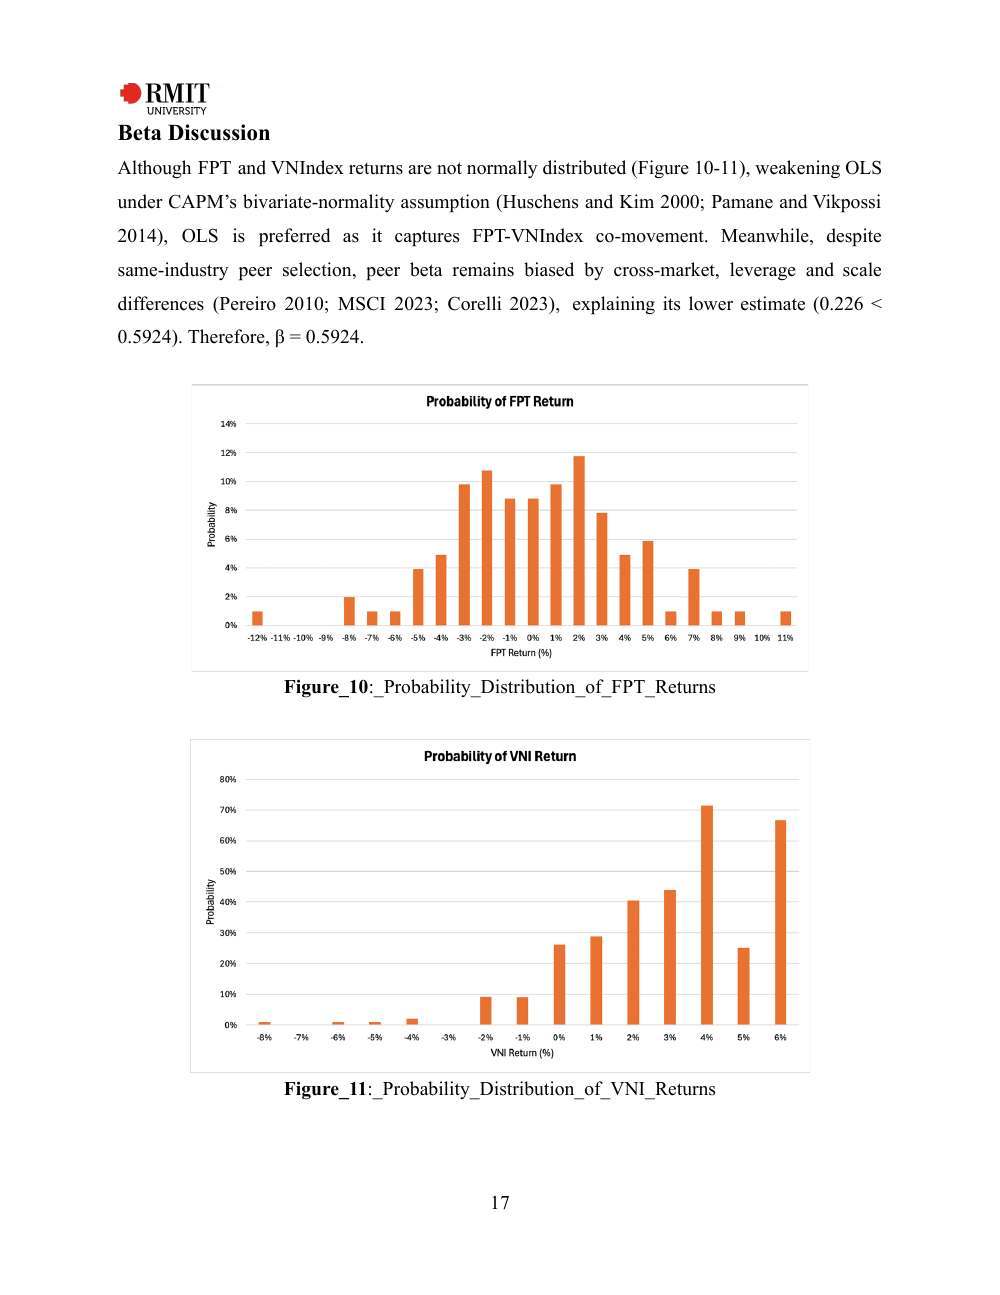 RMIT
UNIVERSITY
Beta Discussion
Although FPT and VNIndex returns are not normally distributed (Figure 10-11), weakening OLS
under CAPM’s bivariate-normality assumption (Huschens and Kim 2000; Pamane and Vikpossi
2014), OLS is preferred as it captures FPT-VNIndex co-movement. Meanwhile, despite
same-industry peer selection, peer beta remains biased by cross-market, leverage and scale
differences (Pereiro 2010; MSCI 2023; Corelli 2023), explaining its lower estimate (0.226 <
0.5924). Therefore, β = 0.5924.
Probability of FPT Return
14%
12%
10%
8%
6%
4%
2%
0%
Probability
-12% -11% -10% -9% -8% -7% -6% -5% -4% -3% -2% -1% 0% 1% 2% 3% 4% 5% 6% 7% 8% 9% 10% 11%
FPT Return (%)
Figure_10:_Probability_Distribution_of_FPT_Returns
Probability of VNI Return
80%
70%
60%
50%
40%
30%
20%
10%
0%
Probability
-8% -7% -6% -5% -4% -3% -2% -1% 0% 1% 2% 3% 4% 5% 6%
VNI Return (%)
Figure_11:_Probability_Distribution_of_VNI_Returns
17